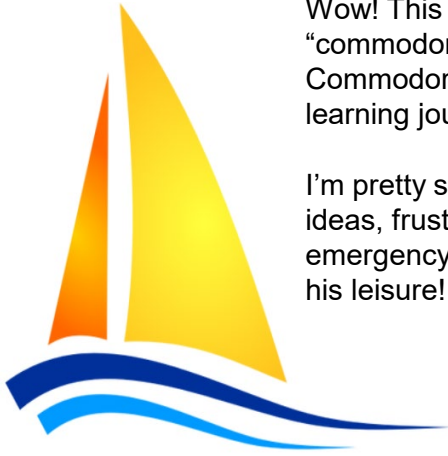 Wow! This
“commodor
Commodor
learning jou
I’m pretty s
ideas, frust
emergency
his leisure!